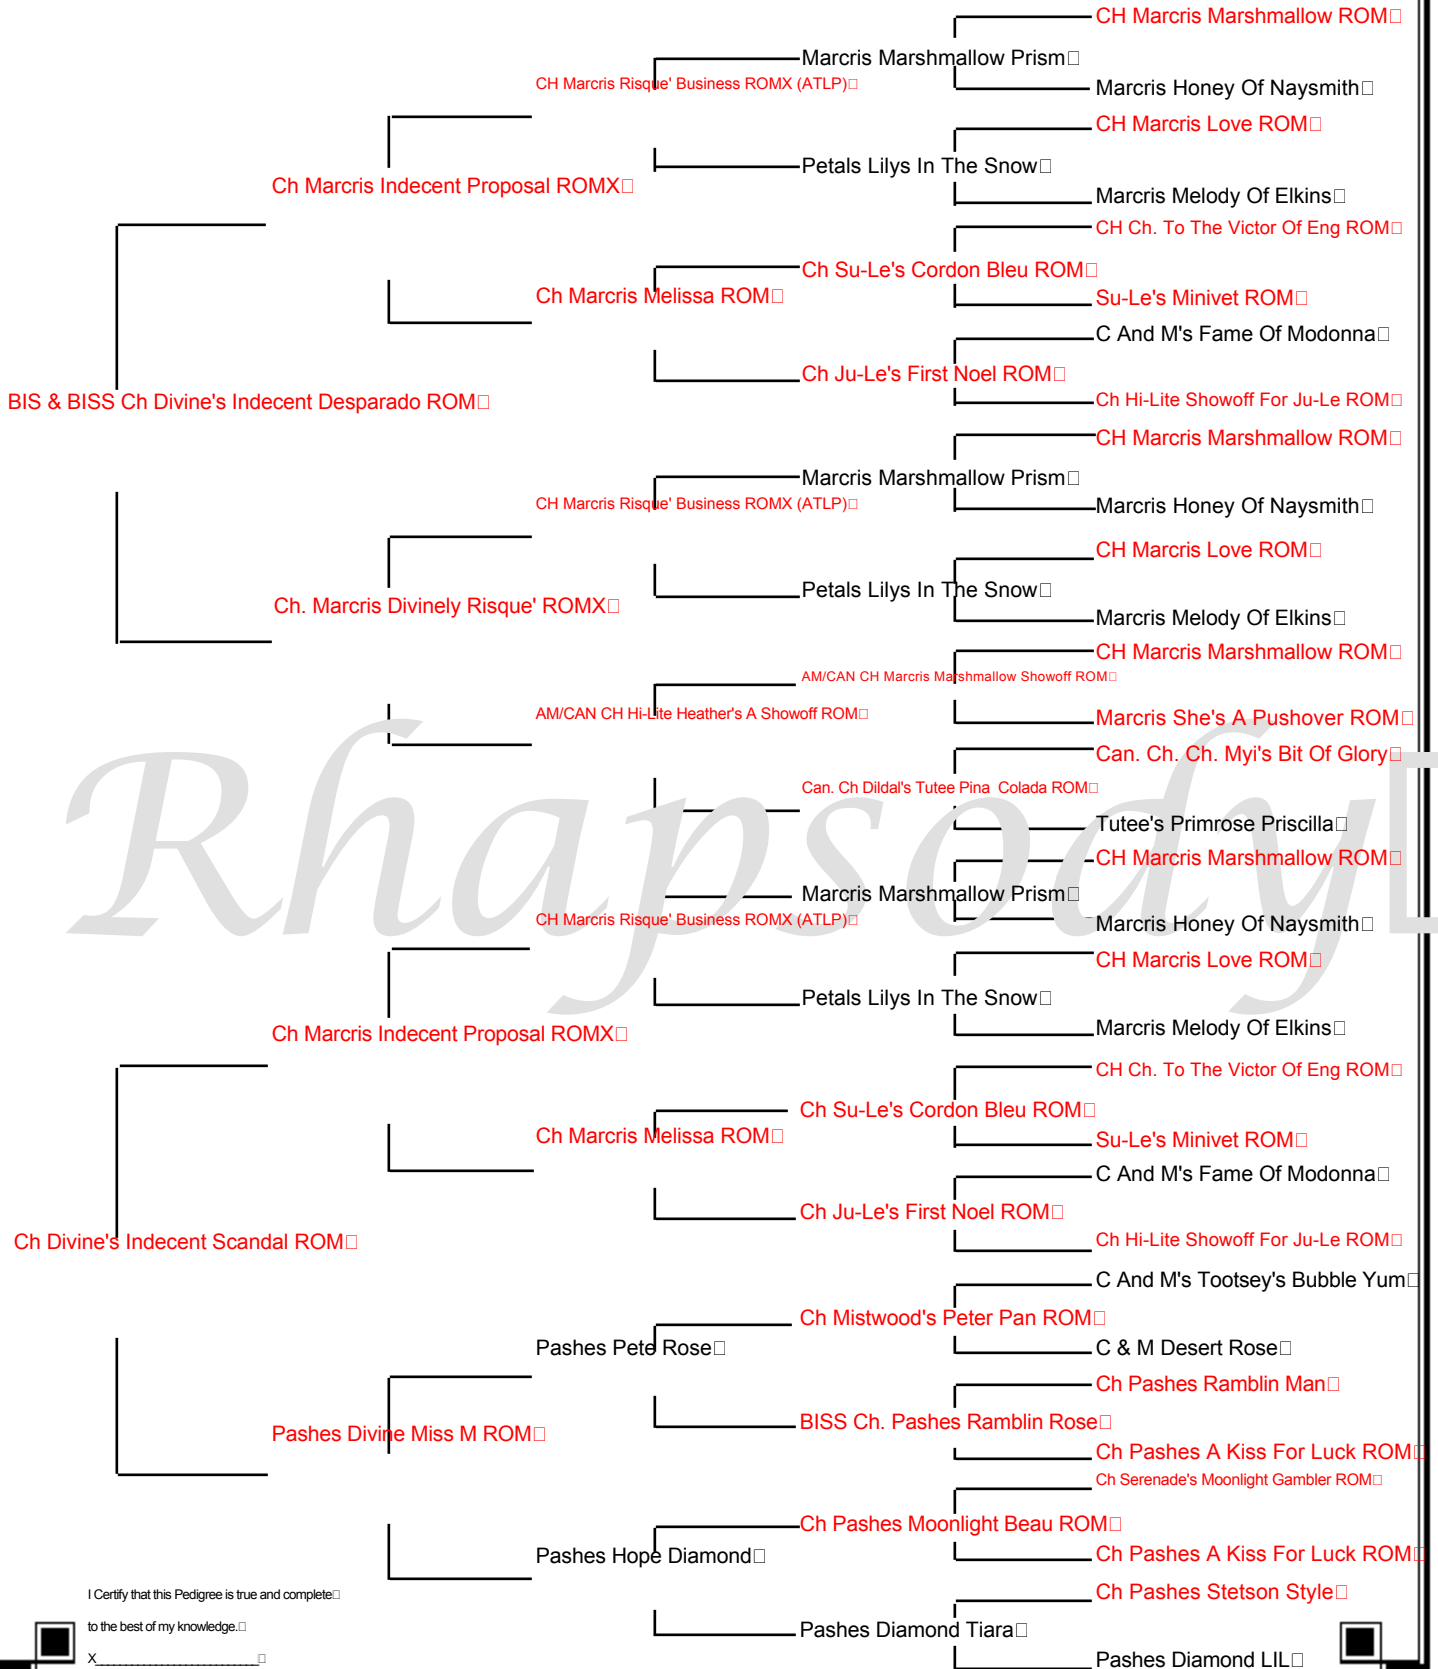 CH Marcris Marshmallow ROM
Marcris Marshmallow Prism
CH Marcris Risque' Business ROMX (ATLP)
Marcris Honey Of Naysmith
CH Marcris Love ROM
Petals Lilys In The Snow
Ch Marcris Indecent Proposal ROMX
Marcris Melody Of Elkins
CH Ch. To The Victor Of Eng ROM
Ch Su-Le's Cordon Bleu ROM
Ch Marcris Melissa ROM
Su-Le's Minivet ROM
C And M's Fame Of Modonna
Ch Ju-Le's First Noel ROM
BIS & BISS Ch Divine's Indecent Desparado ROM
Ch Hi-Lite Showoff For Ju-Le ROM
CH Marcris Marshmallow ROM
Marcris Marshmallow Prism
CH Marcris Risque' Business ROMX (ATLP)
Marcris Honey Of Naysmith
CH Marcris Love ROM
Petals Lilys In The Snow
Ch. Marcris Divinely Risque' ROMX
Marcris Melody Of Elkins
CH Marcris Marshmallow ROM
AM/CAN CH Marcris Marshmallow Showoff ROM
AM/CAN CH Hi-Lite Heather's A Showoff ROM
Marcris She's A Pushover ROM
Can. Ch. Ch. Myi's Bit Of Glory
Can. Ch Dildal's Tutee Pina Colada ROM
Tutee's Primrose Priscilla
Rhapsody
CH Marcris Marshmallow ROM
Marcris Marshmallow Prism
CH Marcris Risque' Business ROMX (ATLP)
Marcris Honey Of Naysmith
CH Marcris Love ROM
Petals Lilys In The Snow
Ch Marcris Indecent Proposal ROMX
Marcris Melody Of Elkins
CH Ch. To The Victor Of Eng ROM
Ch Su-Le's Cordon Bleu ROM
Ch Marcris Melissa ROM
Su-Le's Minivet ROM
C And M's Fame Of Modonna
Ch Ju-Le's First Noel ROM
Ch Divine's Indecent Scandal ROM
Ch Hi-Lite Showoff For Ju-Le ROM
C And M's Tootsey's Bubble Yum
Ch Mistwood's Peter Pan ROM
Pashes Pete Rose
C & M Desert Rose
Ch Pashes Ramblin Man
BISS Ch. Pashes Ramblin Rose
Pashes Divine Miss M ROM
Ch Pashes A Kiss For Luck ROM
Ch Serenade's Moonlight Gambler ROM
Ch Pashes Moonlight Beau ROM
Pashes Hope Diamond
Ch Pashes A Kiss For Luck ROM
Ch Pashes Stetson Style
Pashes Diamond Tiara
Pashes Diamond LIL
I Certify that this Pedigree is true and complete
to the best of my knowledge.
X___________________________